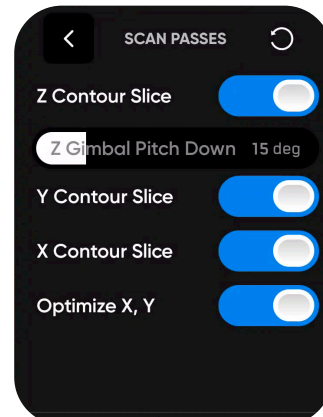 SCAN PASSES
Z Contour Slice
Z Gimbal Pitch Down 15 deg
Y Contour Slice
X Contour Slice
Optimize X, Y